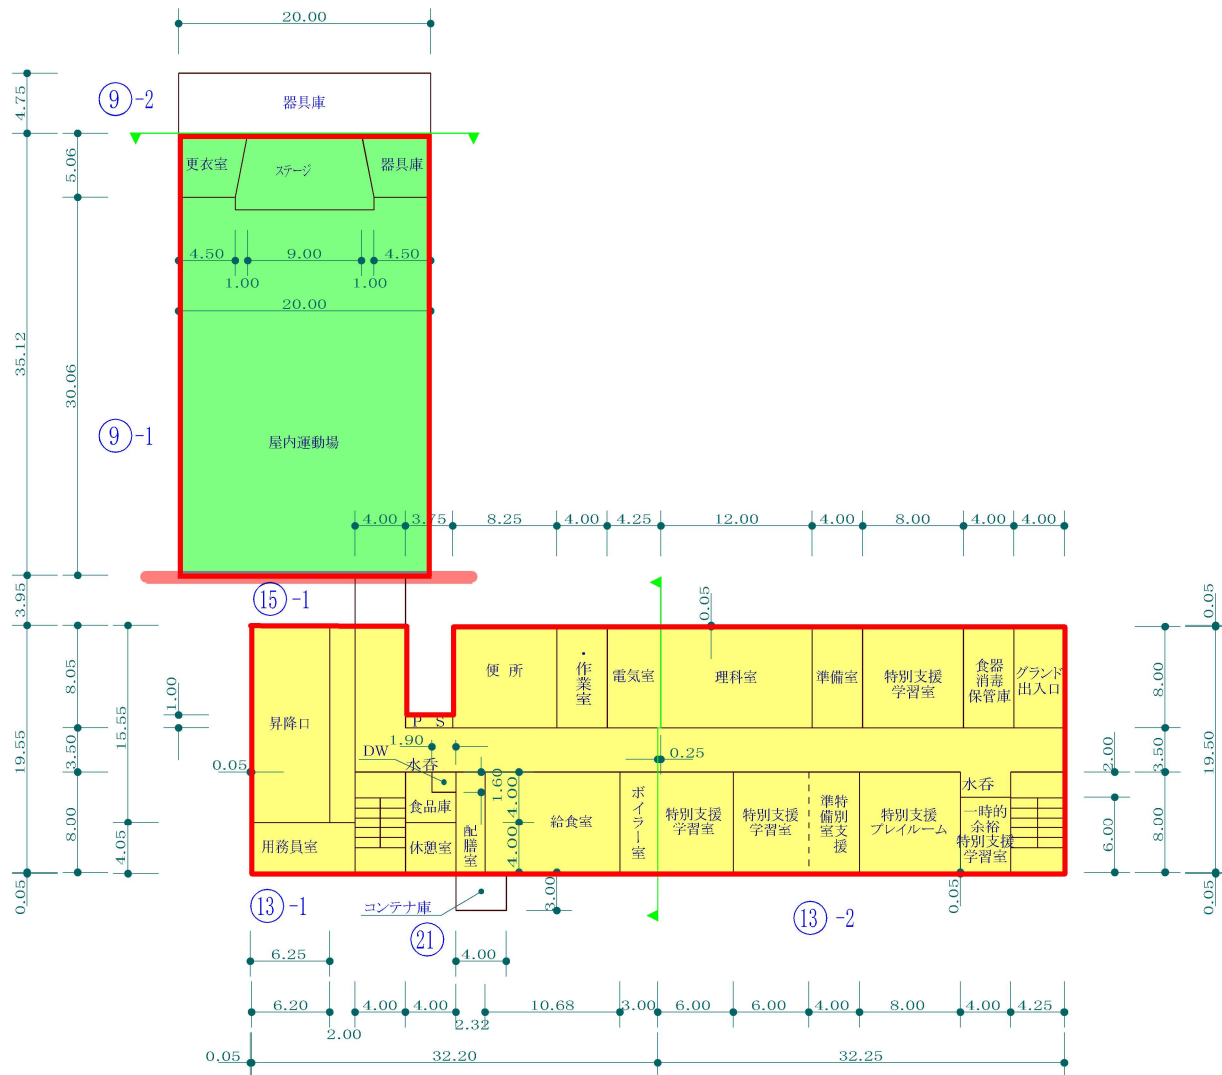 20.00
4.75
⑨-2
器具庫
5.06
更衣室
ステージ
器具庫
4.50
9.00
4.50
1.00
1.00
20.00
35.12
30.06
⑨-1
屋内運動場
4.00
3.75
8.25
4.00
4.25
12.00
4.00
8.00
4.00
4.00
3.95
⑮-1
0.05
0.05
19.55
8.05
15.55
1.00
3.50
8.00
4.05
0.05
昇降口
便 所
・作業室
電気室
理科室
準備室
特別支援
学習室
食器
消毒
保管庫
グランド
出入口
8.00
3.50
2.00
19.50
8.00
6.00
0.05
P S
1.90
DW
水呑
0.05
1.60
0.25
食品庫
休憩室
配膳室
4.00
4.00
給食室
ボイラー室
特別支援
学習室
特別支援
学習室
特別支援
準備室
特別支援
プレイルーム
水呑
一時的
余裕
特別支援
学習室
用務員室
⑬-1
コンテナ庫
㉑
3.00
0.05
⑬-2
6.25
4.00
6.20
2.00
4.00
4.00
2.32
10.68
3.00
6.00
6.00
4.00
8.00
4.00
4.25
0.05
32.20
32.25